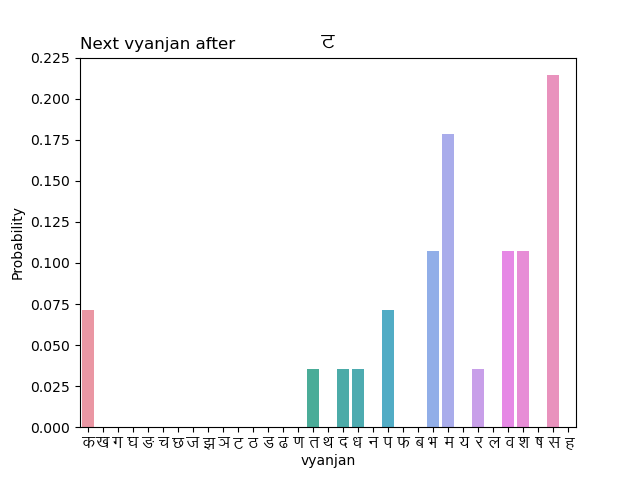 Next vyanjan after ट
0.225
0.200
0.175
0.150
0.125
0.100
0.075
0.050
0.025
0.000
Probability
क ख ग घ ङ च छ ज झ ञ ट ठ ड ढ ण त थ द ध न प फ ब भ म य र ल व श ष स ह
vyanjan